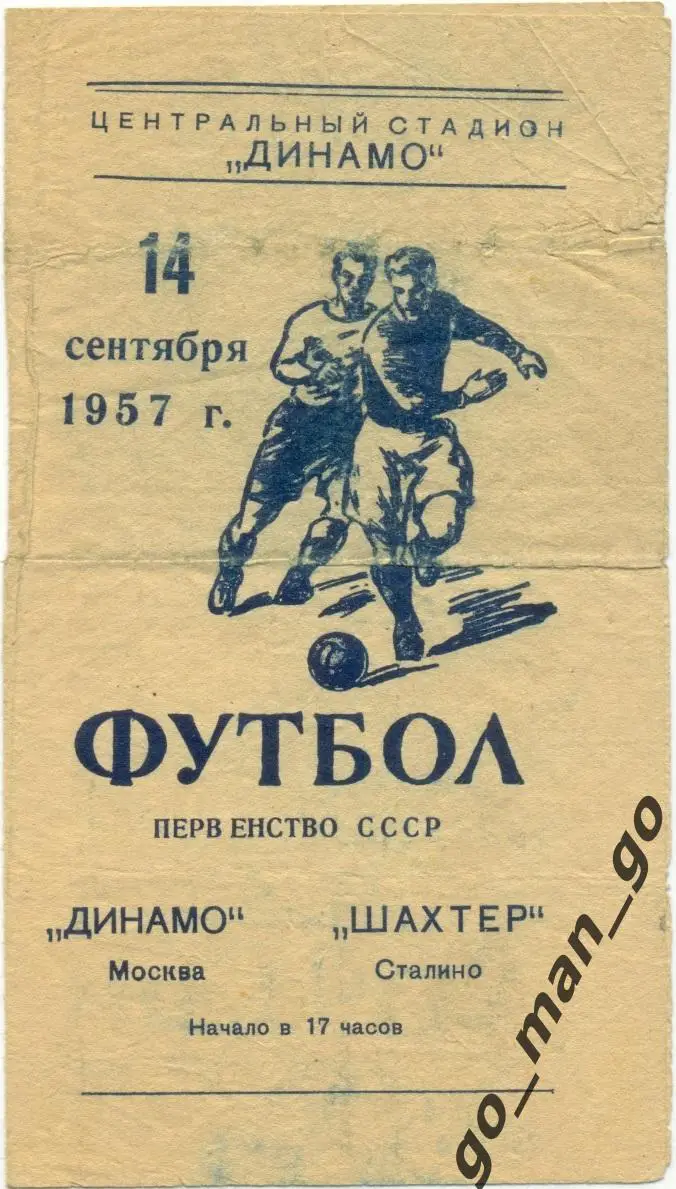 ЦЕНТРАЛЬНЫЙ СТАДИОН
„ДИНАМО“
14
сентября
1957 г.
ФУТБОЛ
ПЕРВЕНСТВО СССР
„ДИНАМО“ „ШАХТЕР“
Москва Сталино
Начало в 17 часов
go_man_go